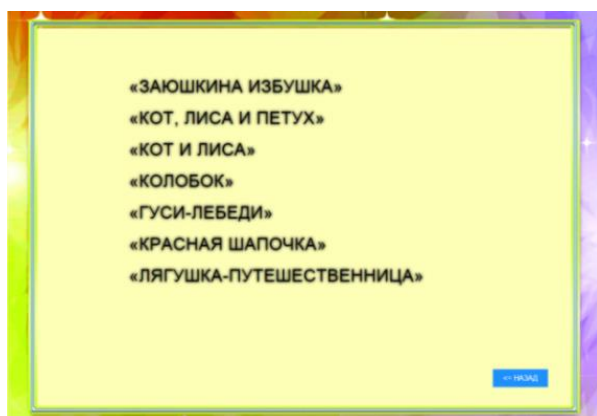 «ЗАЮШКИНА ИЗБУШКА»
«КОТ, ЛИСА И ПЕТУХ»
«КОТ И ЛИСА»
«КОЛОБОК»
«ГУСИ-ЛЕБЕДИ»
«КРАСНАЯ ШАПОЧКА»
«ЛЯГУШКА-ПУТЕШЕСТВЕННИЦА»
<= НАЗАД